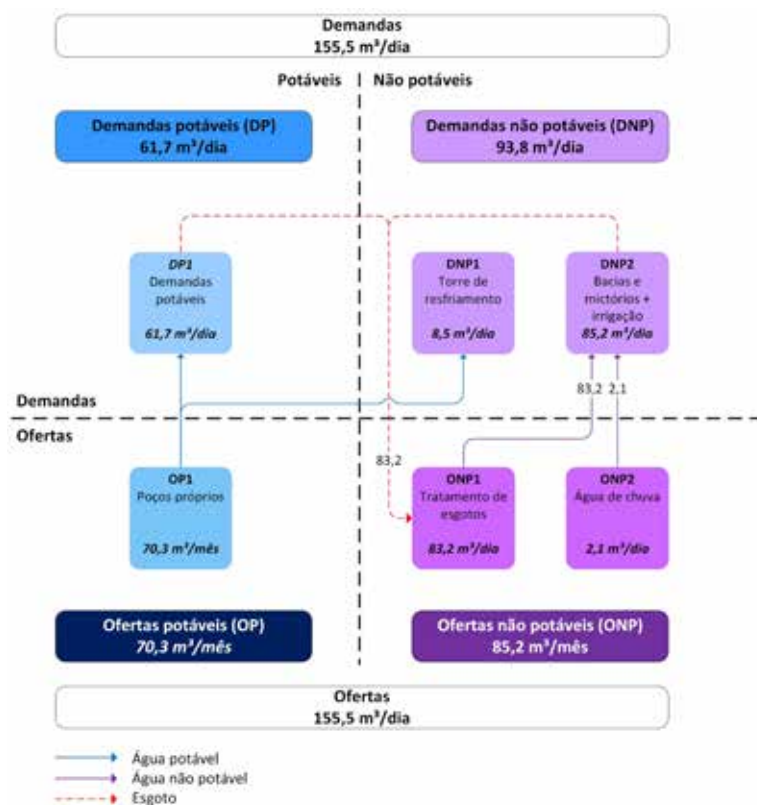 Demandas
155,5 m³/dia
Potáveis
Não potáveis
Demandas potáveis (DP)
61,7 m³/dia
Demandas não potáveis (DNP)
93,8 m³/dia
DP1
Demandas
potáveis
61,7 m³/dia
DNP1
Torre de
resfriamento
8,5 m³/dia
DNP2
Bacias e
mictórios +
irrigação
85,2 m³/dia
83,2
2,1
Demandas
Ofertas
83,2
OP1
Poços próprios
70,3 m³/mês
ONP1
Tratamento de
esgotos
83,2 m³/dia
ONP2
Água de chuva
2,1 m³/dia
Ofertas potáveis (OP)
70,3 m³/mês
Ofertas não potáveis (ONP)
85,2 m³/mês
Ofertas
155,5 m³/dia
Água potável
Água não potável
Esgoto